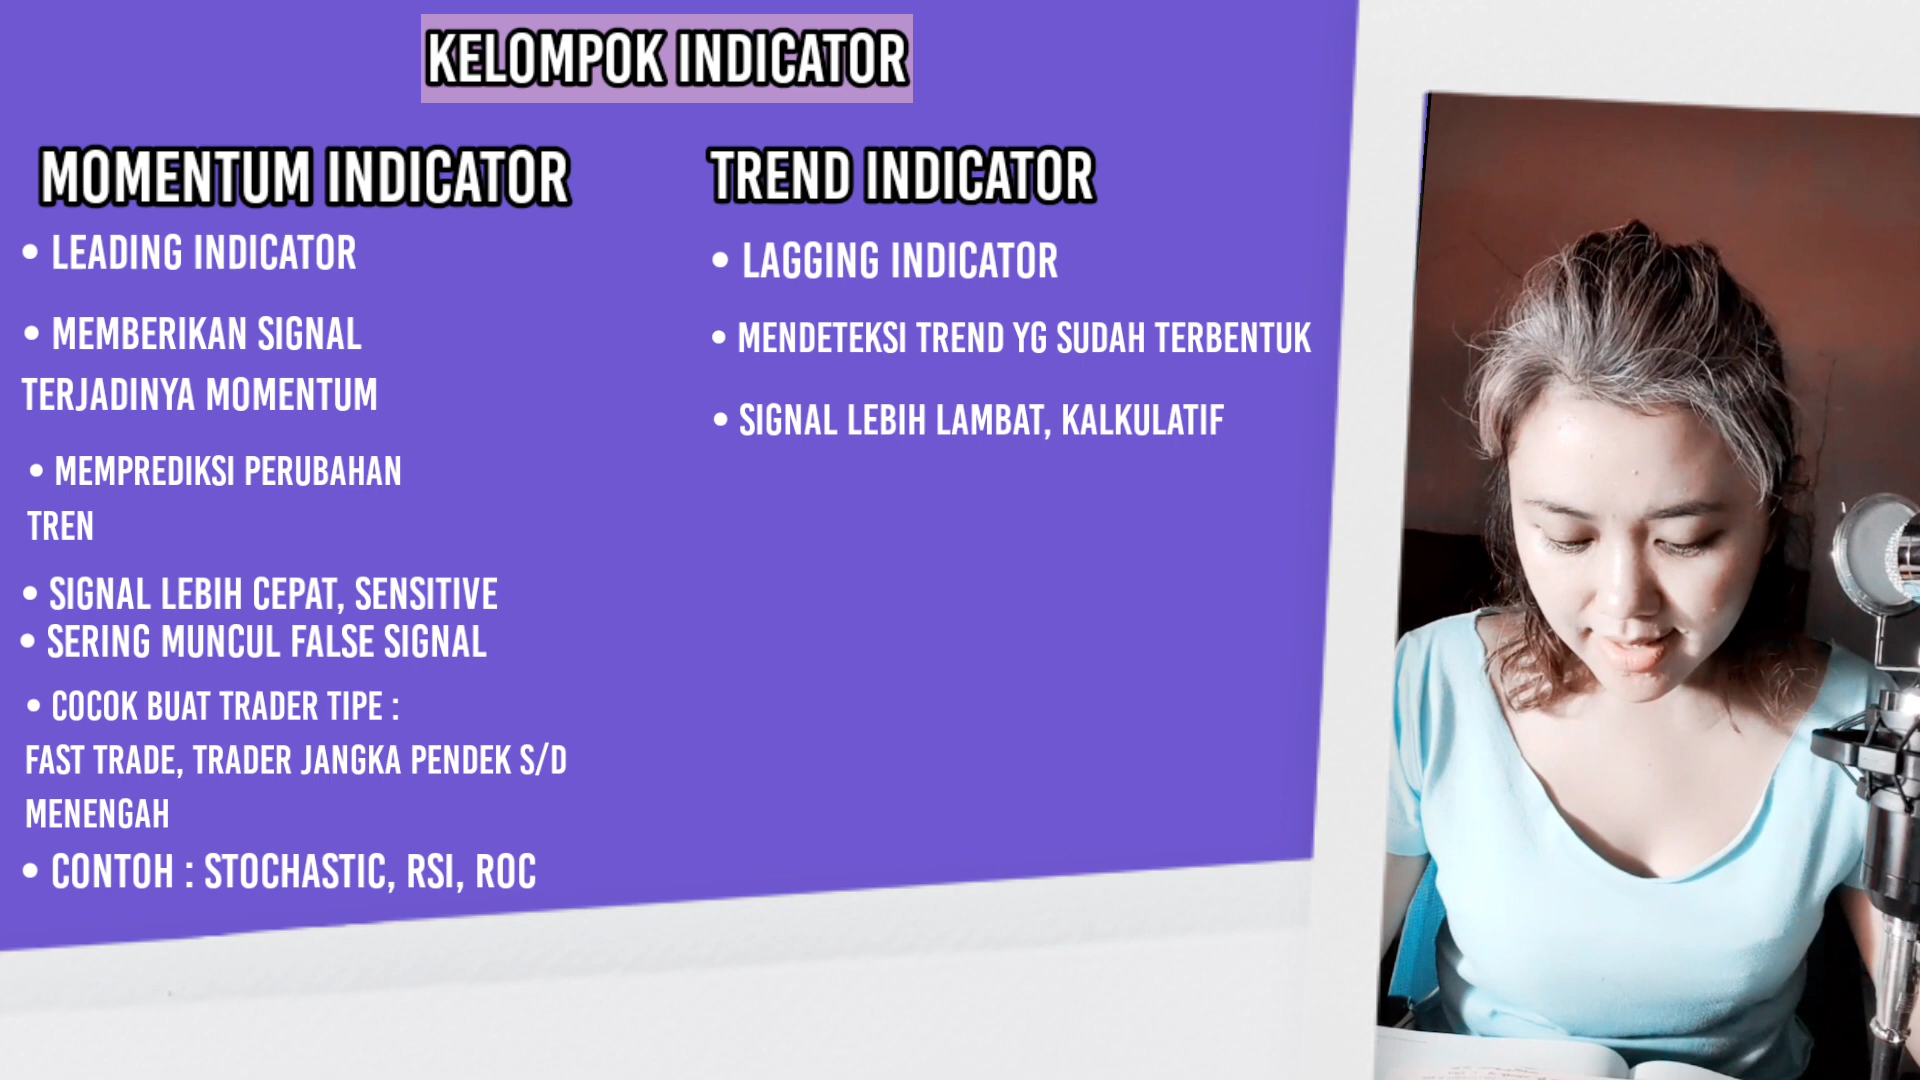 KELOMPOK INDICATOR
MOMENTUM INDICATOR
• LEADING INDICATOR
• MEMBERIKAN SIGNAL
TERJADINYA MOMENTUM
• MEMPREDIKSI PERUBAHAN
TREN
• SIGNAL LEBIH CEPAT, SENSITIVE
• SERING MUNCUL FALSE SIGNAL
• COCOK BUAT TRADER TIPE :
FAST TRADE, TRADER JANGKA PENDEK S/D
MENENGAH
• CONTOH : STOCHASTIC, RSI, ROC
TREND INDICATOR
• LAGGING INDICATOR
• MENDETEKSI TREND YG SUDAH TERBENTUK
• SIGNAL LEBIH LAMBAT, KALKULATIF